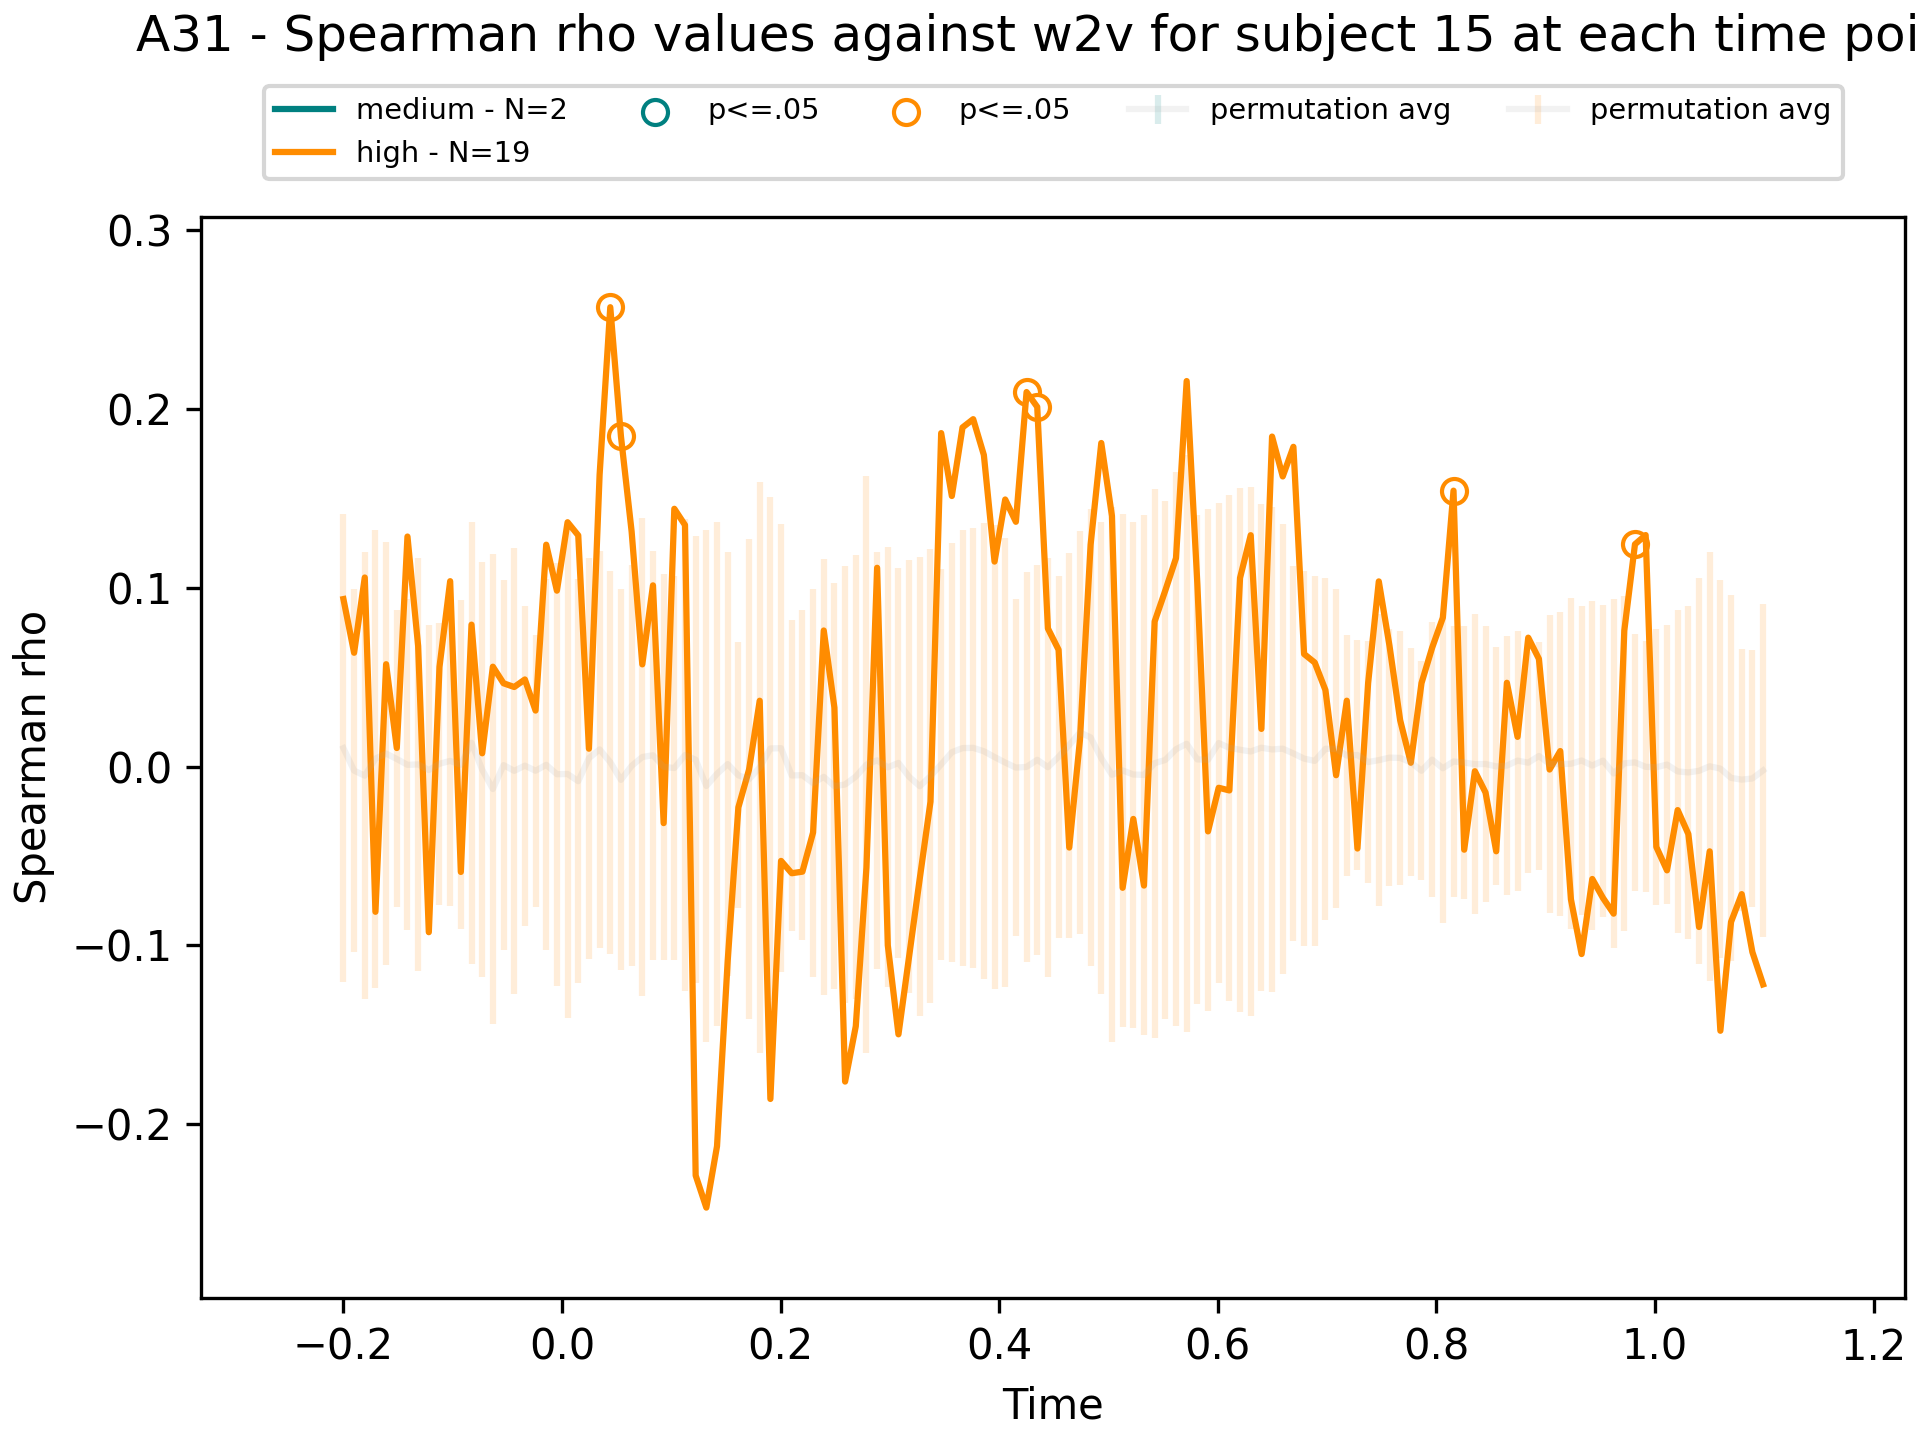 A31 - Spearman rho values against w2v for subject 15 at each time poi
medium - N=2
high - N=19
p<=.05
p<=.05
permutation avg
permutation avg
0.3
0.2
0.1
0.0
−0.1
−0.2
Spearman rho
−0.2 0.0 0.2 0.4 0.6 0.8 1.0 1.2
Time